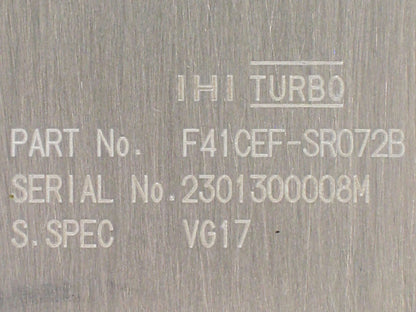 IHI TURBO
PART No. F41CEF-SR072B
SERIAL No. 2301300008M
S.SPEC VG17